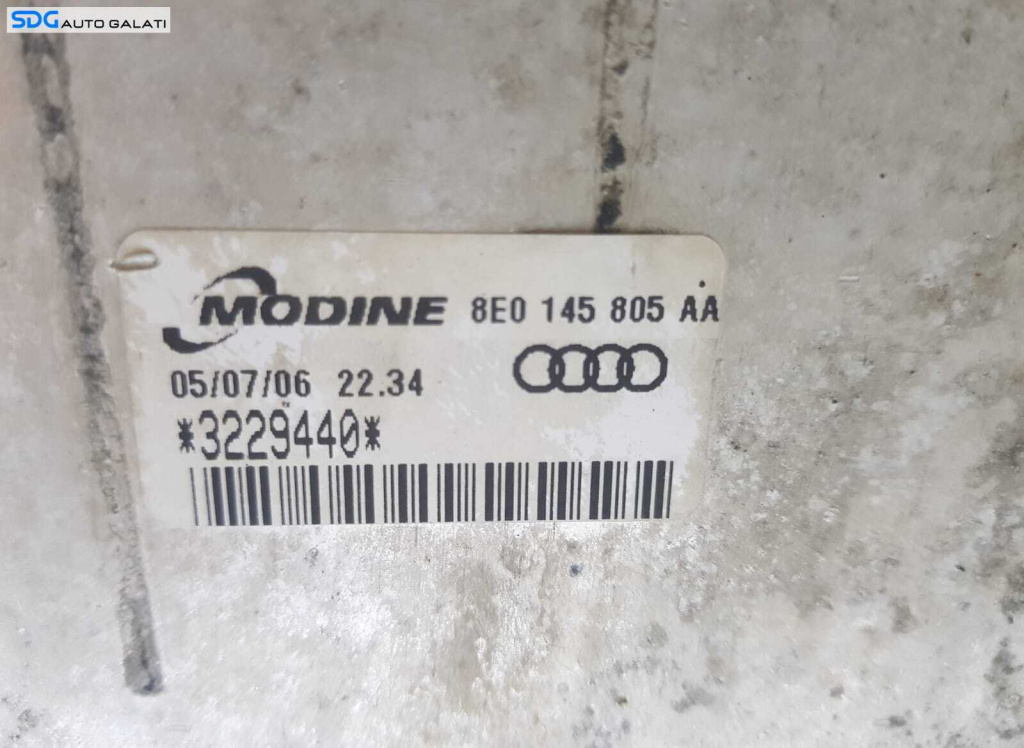 SDG AUTO GALATI
MODINE 8E0 145 805 AA
05/07/06 22.34
*3229440*